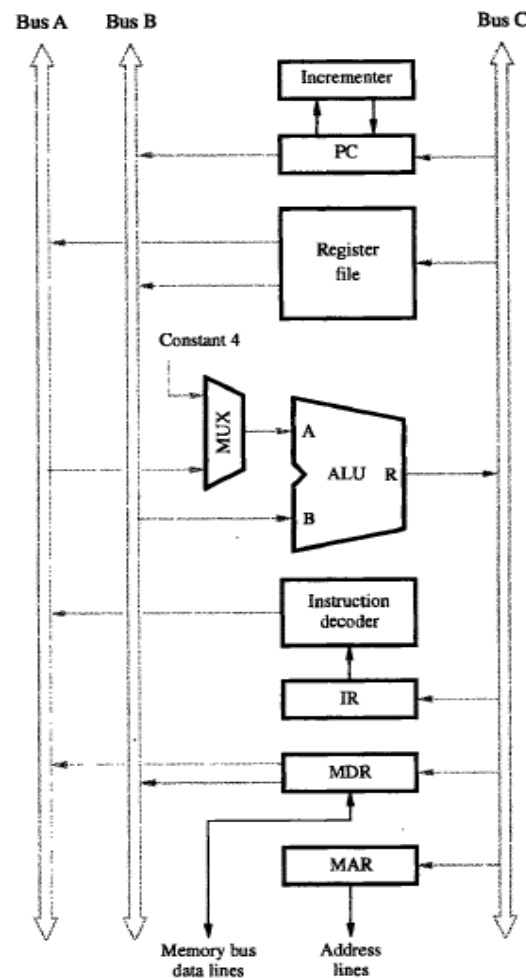 Bus A Bus B Bus C
Incrementer
PC
Register
file
Constant 4
MUX
A
ALU R
B
Instruction
decoder
IR
MDR
MAR
Memory bus
data lines
Address
lines